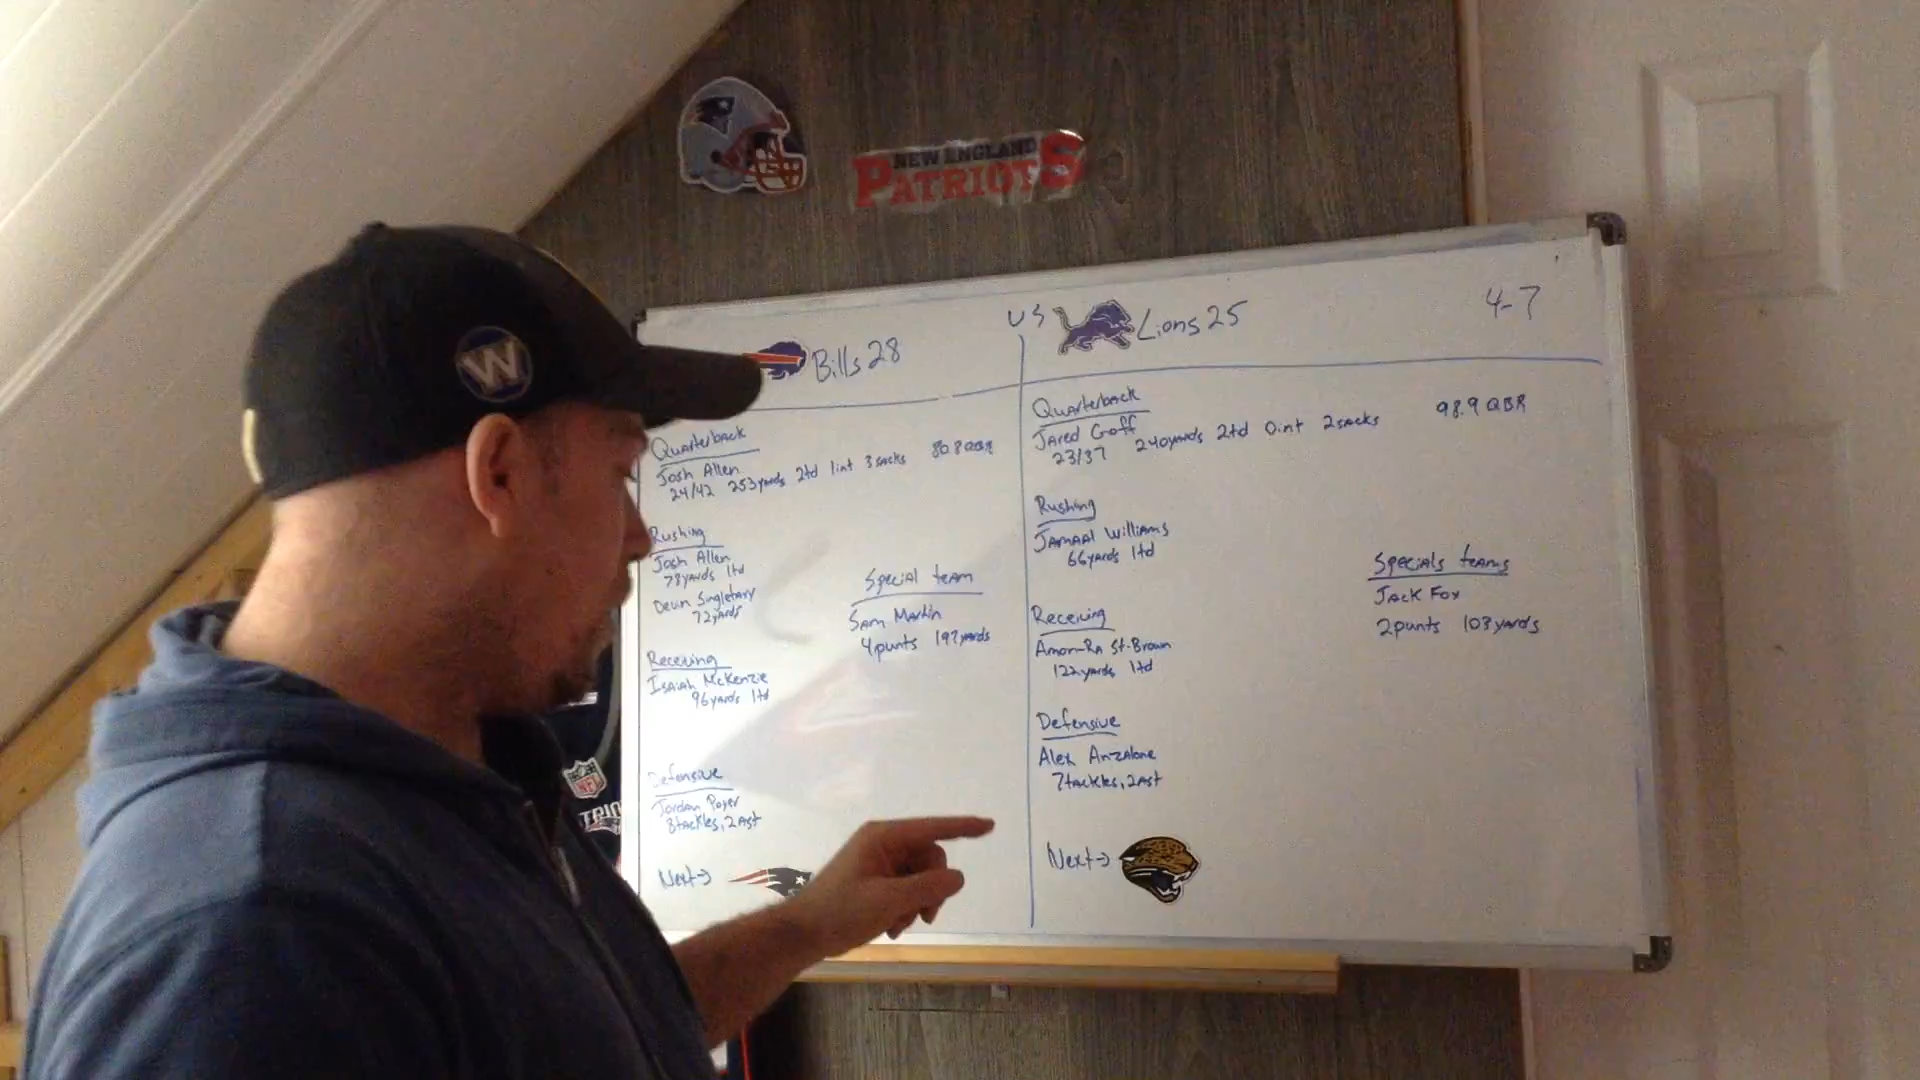 W
NEW ENGLAND
PATRIOTS
Bills 28
VS
Lions 25
4-7
Quarterback
Josh Allen
24/42 253yards 2td 1int 3sacks 80.8QBR
Rushing
Josh Allen
78yards 1td
Devin Singletary
72yards
Receiving
Isaiah McKenzie
96yards 1td
Defensive
Jordan Poyer
8tackles, 2Ast
Next→
Special team
Sam Martin
4punts 197yards
Quarterback
Jared Goff
23/37 240yards 2td 0int 2sacks 98.9QBR
Rushing
Jamaal Williams
66yards 1td
Receiving
Amon-Ra St-Brown
122yards 1td
Defensive
Alex Anzalone
7tackles, 2Ast
Next→
Specials teams
Jack Fox
2punts 103yards
NFL